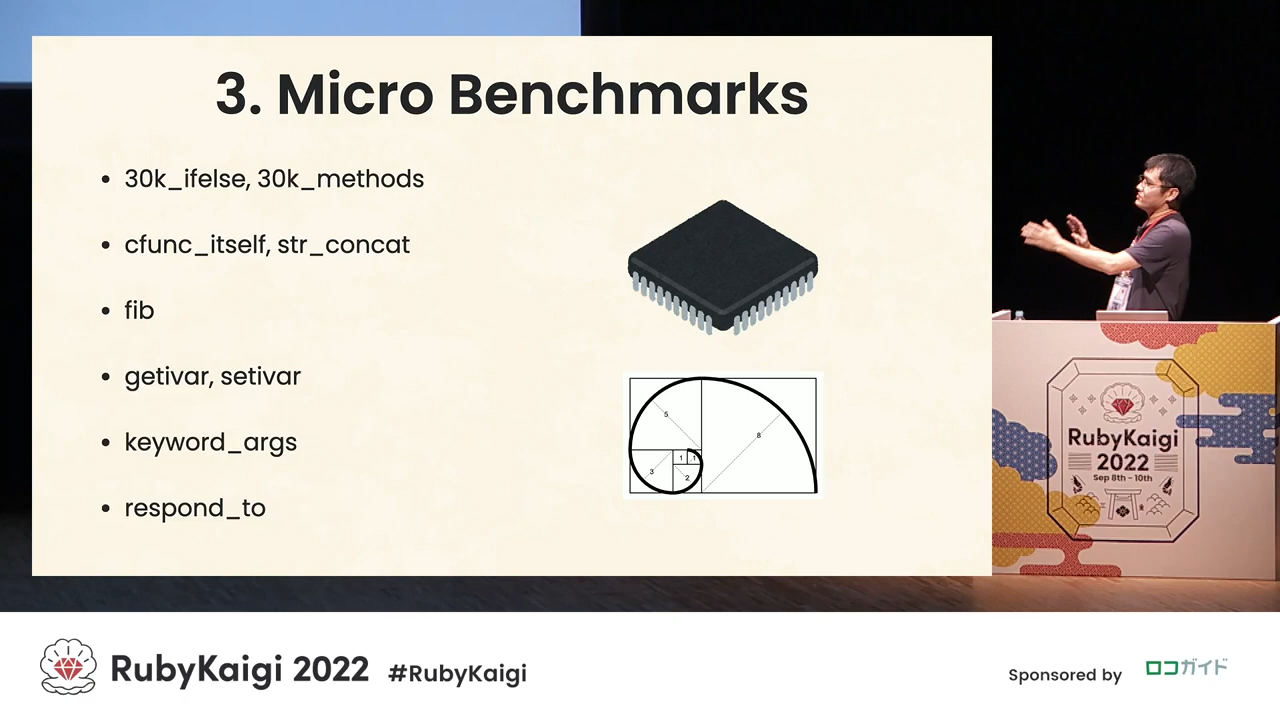 3. Micro Benchmarks
• 30k_ifelse, 30k_methods
• cfunc_itself, str_concat
• fib
• getivar, setivar
• keyword_args
• respond_to
5
8
1
1
3
2
RubyKaigi
2022
Sep 8th - 10th
RubyKaigi 2022 #RubyKaigi
Sponsored by ロコガイド